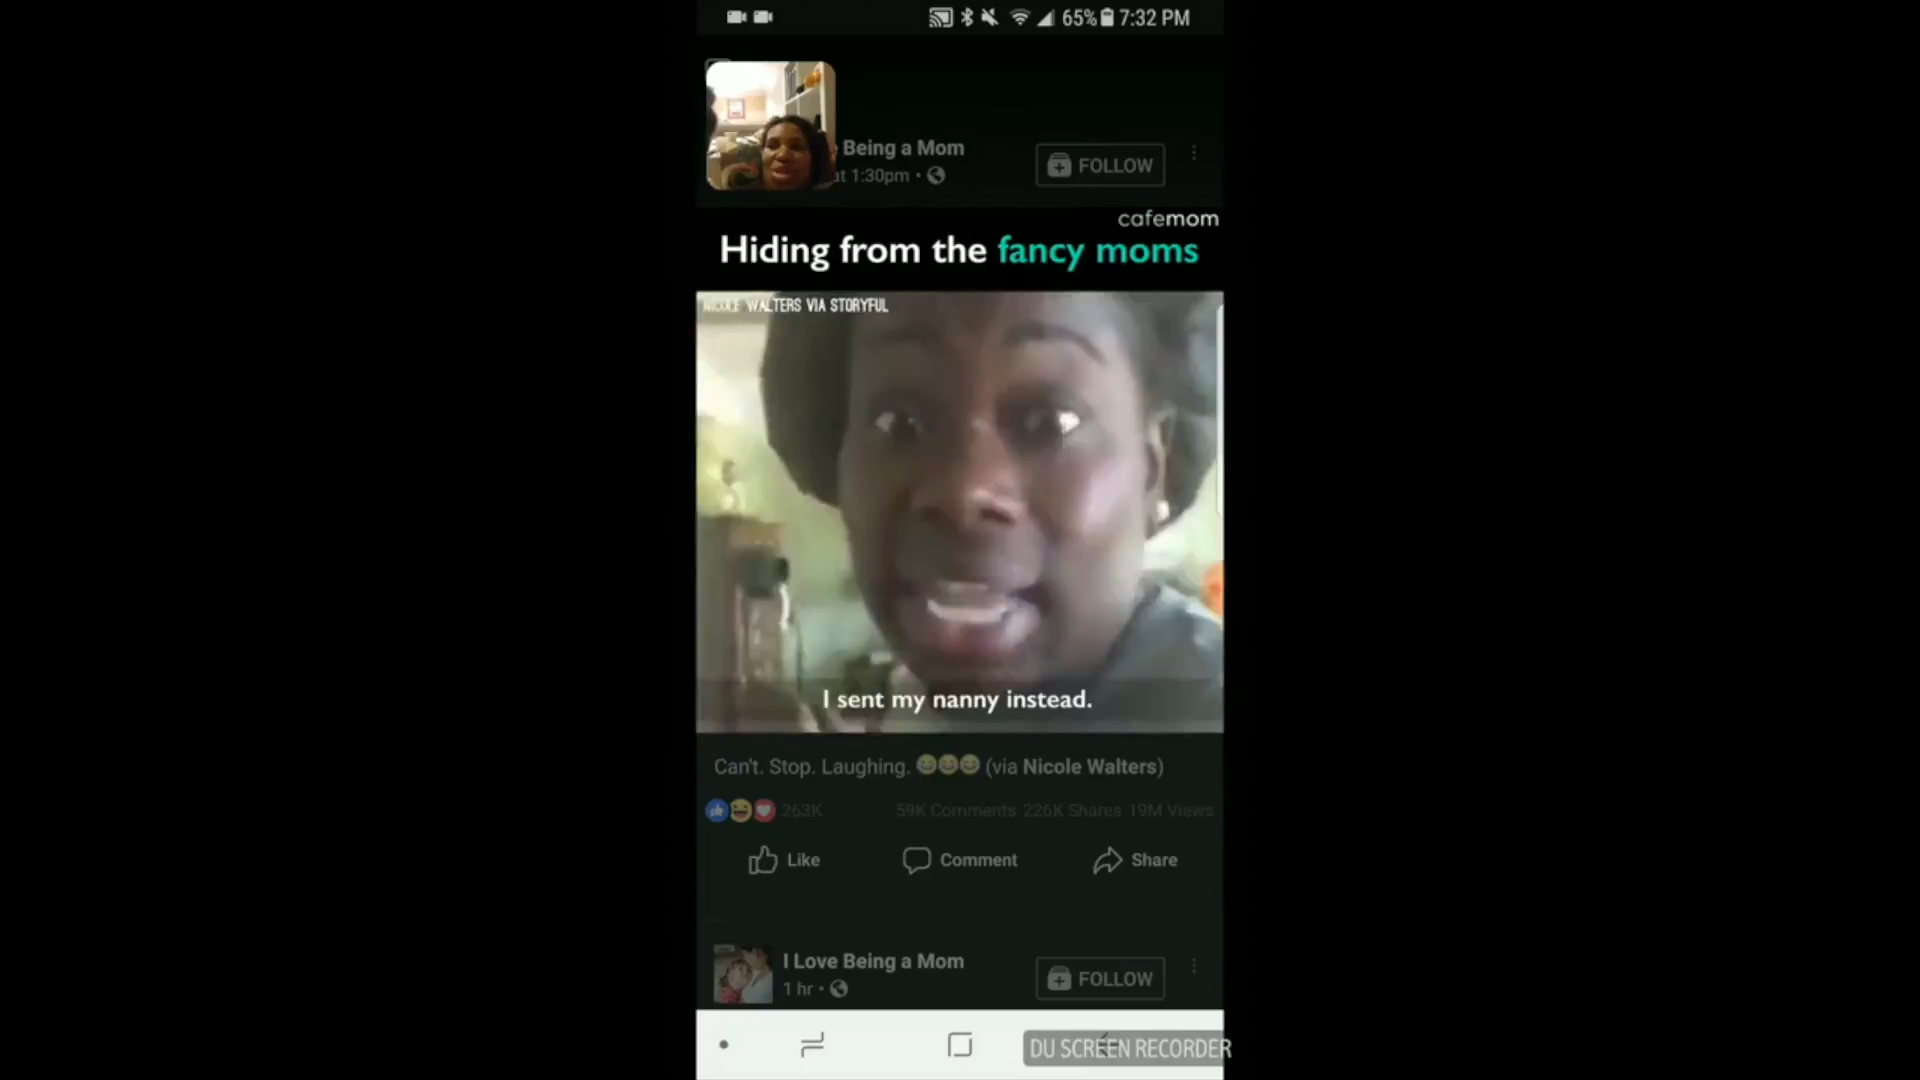 65% 7:32 PM
Being a Mom
at 1:30pm •
FOLLOW
cafemom
Hiding from the fancy moms
NICOLE WALTERS VIA STORYFUL
I sent my nanny instead.
Can't. Stop. Laughing. 😀😀😀 (via Nicole Walters)
263K 59K Comments 226K Shares 19M Views
Like Comment Share
I Love Being a Mom
1 hr •
FOLLOW
DU SCREEN RECORDER